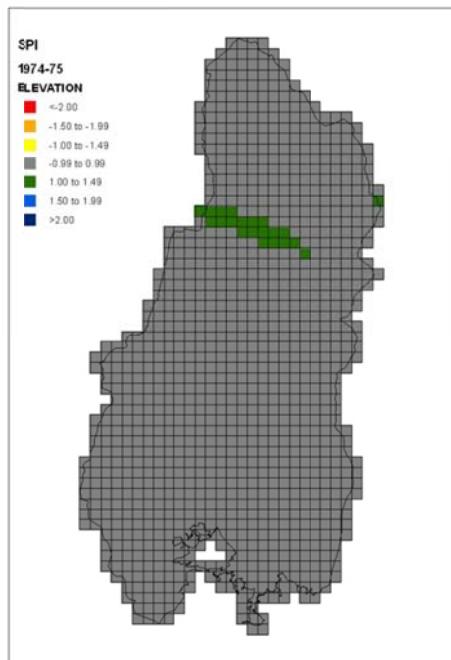 SPI
1974-75
ELEVATION
<-2.00
-1.50 to -1.99
-1.00 to -1.49
-0.99 to 0.99
1.00 to 1.49
1.50 to 1.99
>2.00